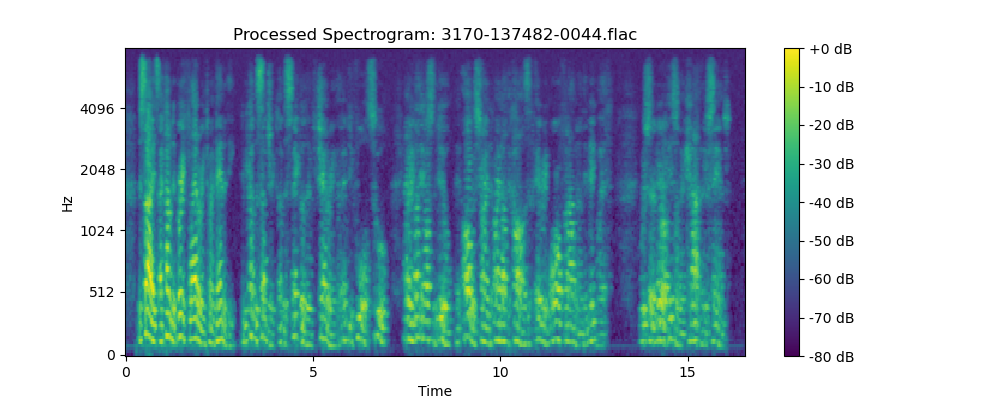 Processed Spectrogram: 3170-137482-0044.flac
Hz
4096
2048
1024
512
0
0 5 10 15
Time
+0 dB
-10 dB
-20 dB
-30 dB
-40 dB
-50 dB
-60 dB
-70 dB
-80 dB